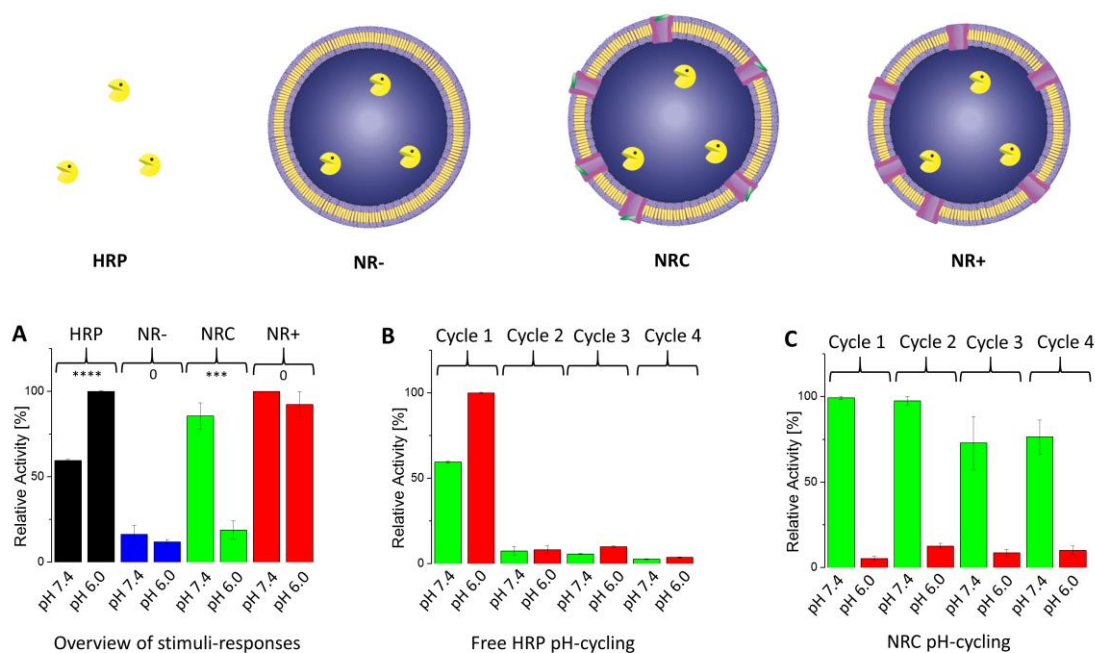 HRP
NR-
NRC
NR+
A
HRP
NR-
NRC
NR+
****
0
***
0
Relative Activity [%]
100
50
0
pH 7.4
pH 6.0
pH 7.4
pH 6.0
pH 7.4
pH 6.0
pH 7.4
pH 6.0
Overview of stimuli-responses
B
Cycle 1
Cycle 2
Cycle 3
Cycle 4
Relative Activity [%]
100
50
0
pH 7.4
pH 6.0
pH 7.4
pH 6.0
pH 7.4
pH 6.0
pH 7.4
pH 6.0
Free HRP pH-cycling
C
Cycle 1
Cycle 2
Cycle 3
Cycle 4
Relative Activity [%]
100
50
0
pH 7.4
pH 6.0
pH 7.4
pH 6.0
pH 7.4
pH 6.0
pH 7.4
pH 6.0
NRC pH-cycling